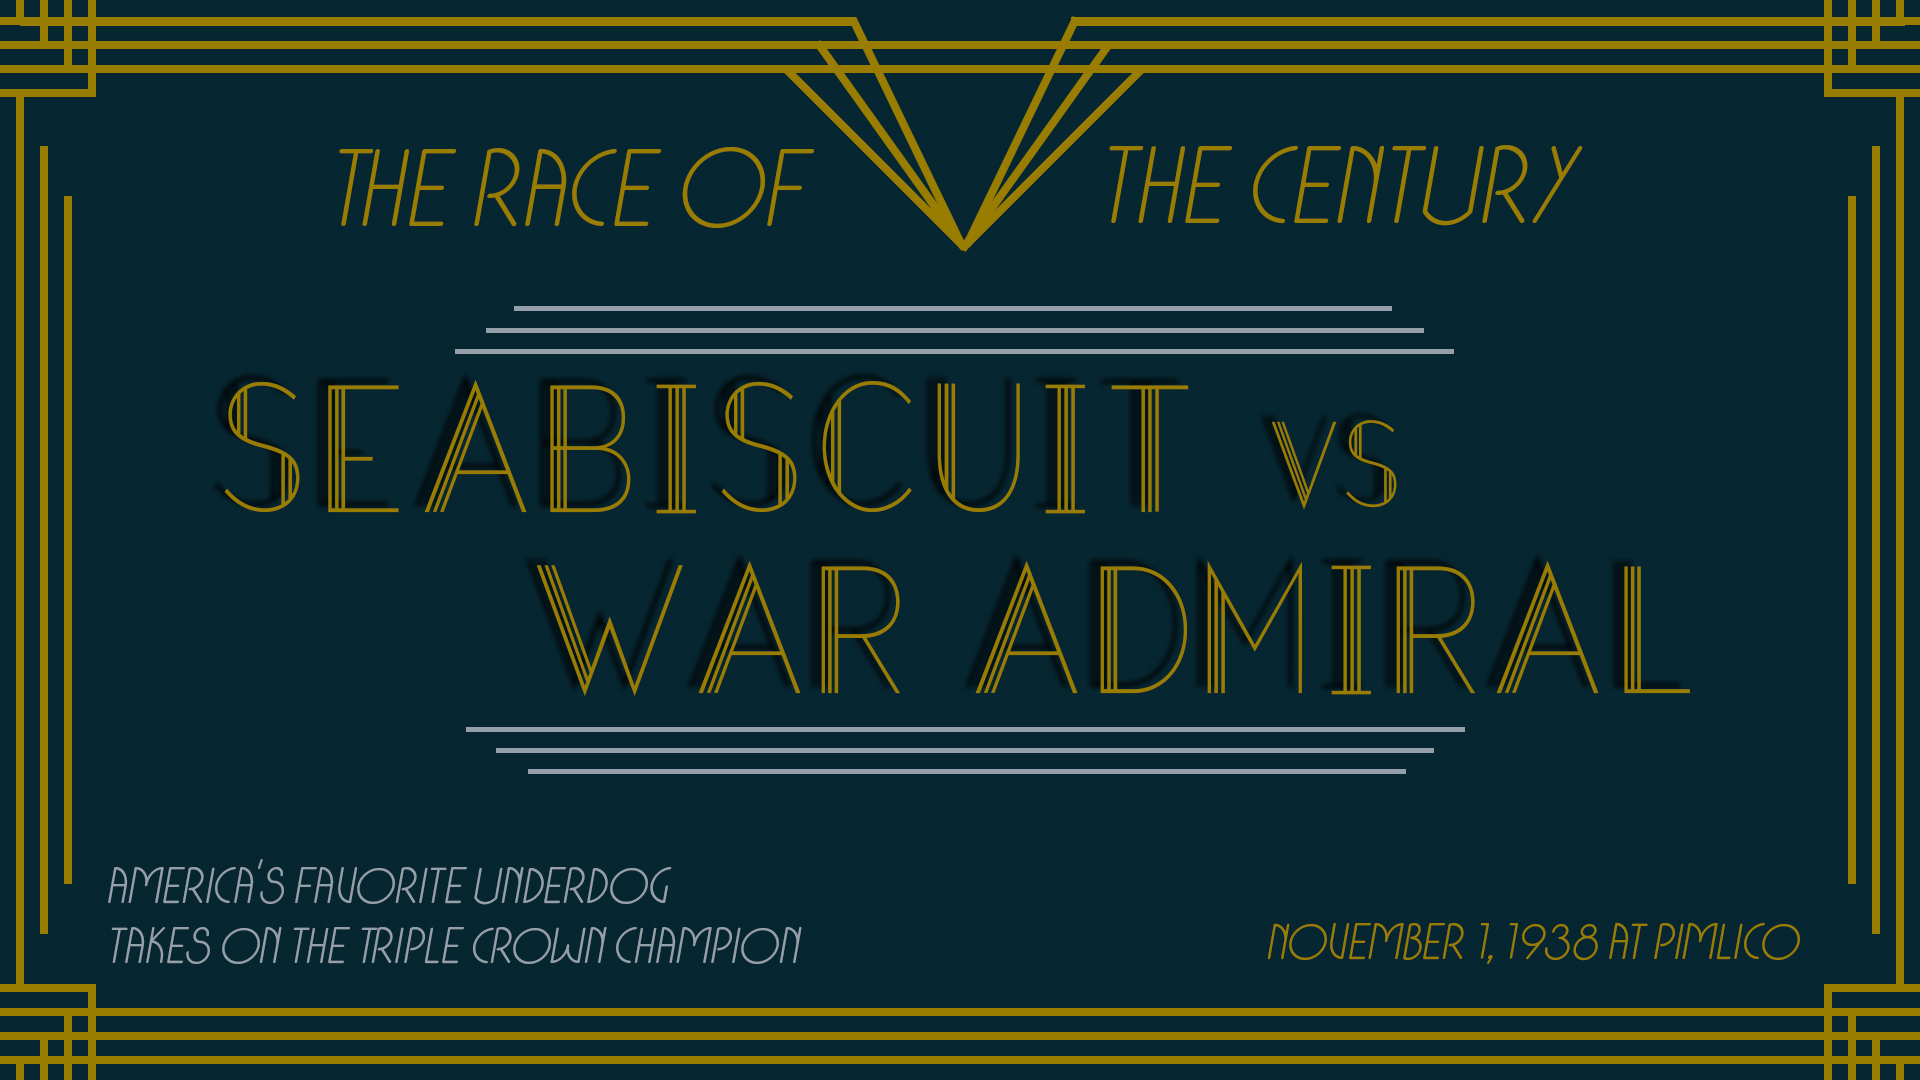 THE RACE OF THE CENTURY
SEABISCUIT VS
WAR ADMIRAL
AMERICA'S FAVORITE UNDERDOG
TAKES ON THE TRIPLE CROWN CHAMPION
NOVEMBER 1, 1938 AT PIMLICO